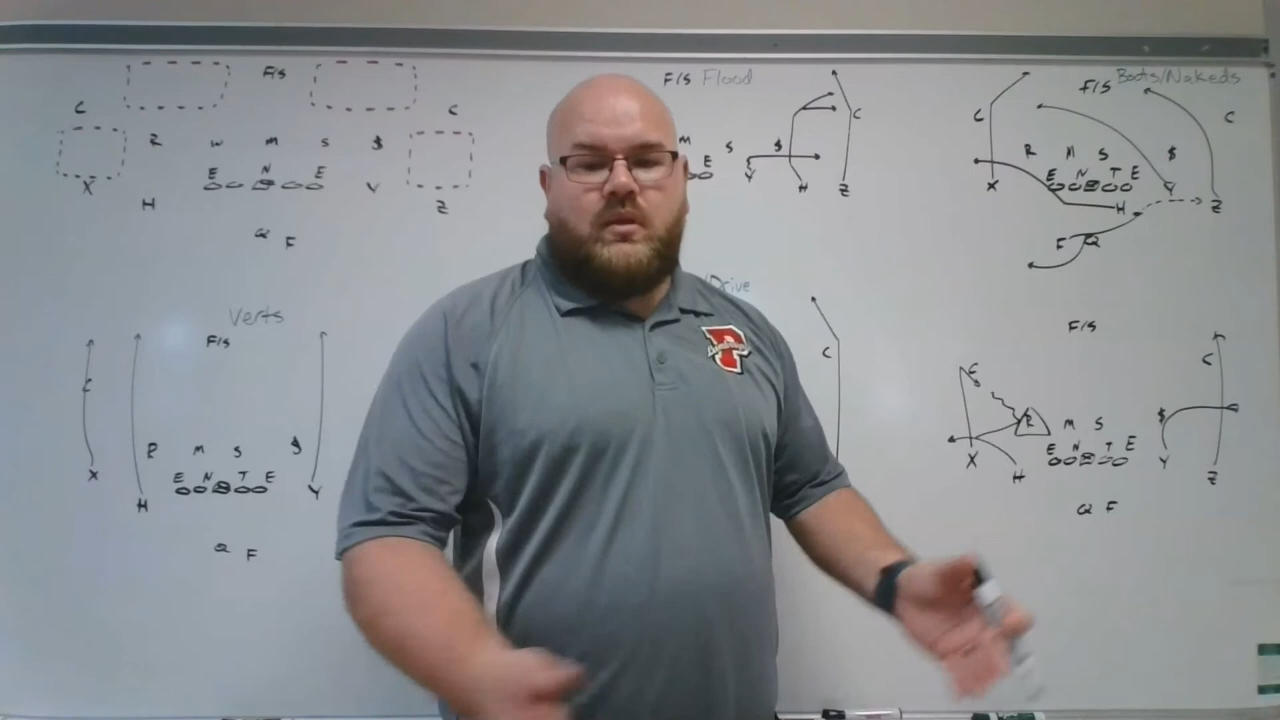 F/S
C C
R W M S $
E N E
X Y Z
H
Q F
F/S Flood
C
M S $
E
Y H Z
Boots/Nakeds
F/S
C C
R M S $
E N T E
X Y Z
H
F Q
Verts
F/S
C
R M S $
E N T E
X Y
H
Q F
/Drive
C
F/S
C C
R M S $
E N T E
X Y Z
H
Q F